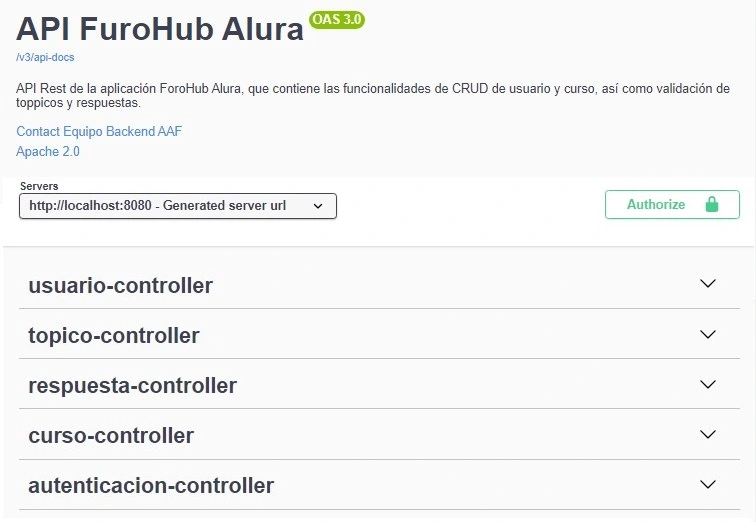 API FuroHub Alura OAS 3.0
/v3/api-docs
API Rest de la aplicación ForoHub Alura, que contiene las funcionalidades de CRUD de usuario y curso, así como validación de
toppicos y respuestas.
Contact Equipo Backend AAF
Apache 2.0
Servers
http://localhost:8080 - Generated server url
Authorize
usuario-controller
topico-controller
respuesta-controller
curso-controller
autenticacion-controller